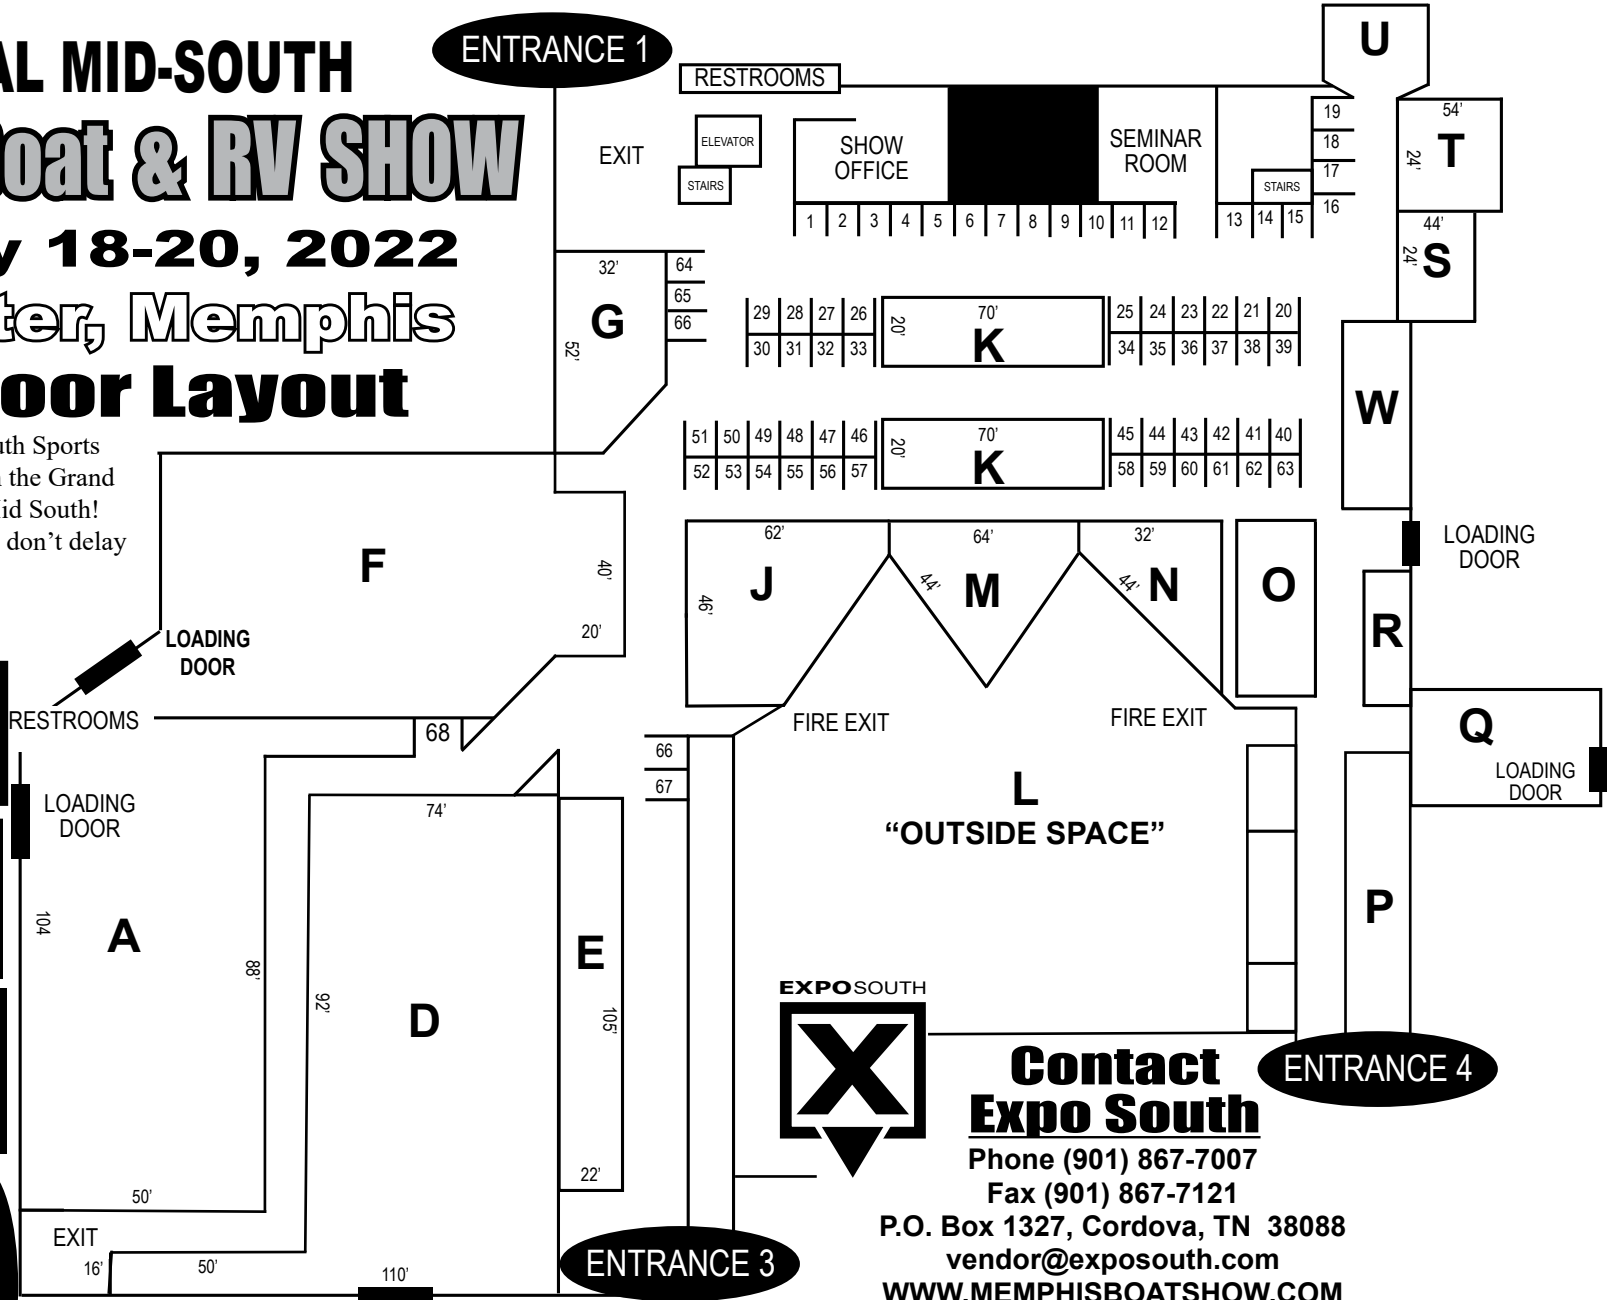 AL MID-SOUTH
oat & RV SHOW
y 18-20, 2022
ter, Memphis
oor Layout
uth Sports
n the Grand
Mid South!
don’t delay
ENTRANCE 1
RESTROOMS
EXIT
ELEVATOR
STAIRS
SHOW
OFFICE
SEMINAR
ROOM
STAIRS
1 2 3 4 5 6 7 8 9 10 11 12
13 14 15
19
18
17
16
U
54'
24'
T
44'
24'
S
32'
G
52'
64
65
66
29 28 27 26
30 31 32 33
20'
70'
K
25 24 23 22 21 20
34 35 36 37 38 39
W
51 50 49 48 47 46
52 53 54 55 56 57
20'
70'
K
45 44 43 42 41 40
58 59 60 61 62 63
LOADING
DOOR
F
40'
20'
LOADING
DOOR
62'
J
46'
64'
44'
M
32'
44'
N
O
R
RESTROOMS
68
66
67
FIRE EXIT
FIRE EXIT
Q
LOADING
DOOR
LOADING
DOOR
74'
L
“OUTSIDE SPACE”
104
A
88'
92'
D
E
105'
P
22'
50'
EXIT
16'
50'
110'
ENTRANCE 3
ENTRANCE 4
EXPOSOUTH
X
Contact
Expo South
Phone (901) 867-7007
Fax (901) 867-7121
P.O. Box 1327, Cordova, TN 38088
vendor@exposouth.com
WWW.MEMPHISBOATSHOW.COM